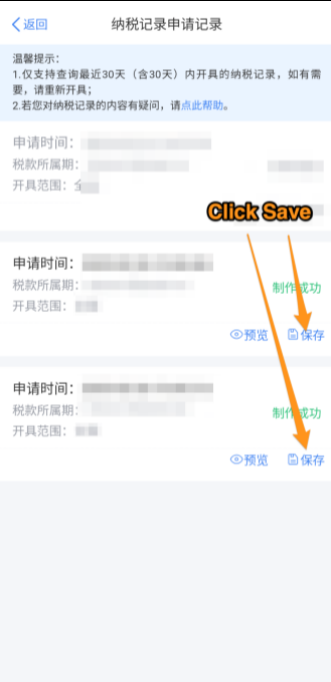 返回
纳税记录申请记录
温馨提示:
1.仅支持查询最近30天(含30天)内开具的纳税记录,如有需
要,请重新开具;
2.若您对纳税记录的内容有疑问,请点此帮助。
申请时间:
税款所属期:
开具范围:
Click Save
申请时间:
税款所属期:
制作成功
开具范围:
预览 保存
申请时间:
税款所属期:
制作成功
开具范围:
预览 保存